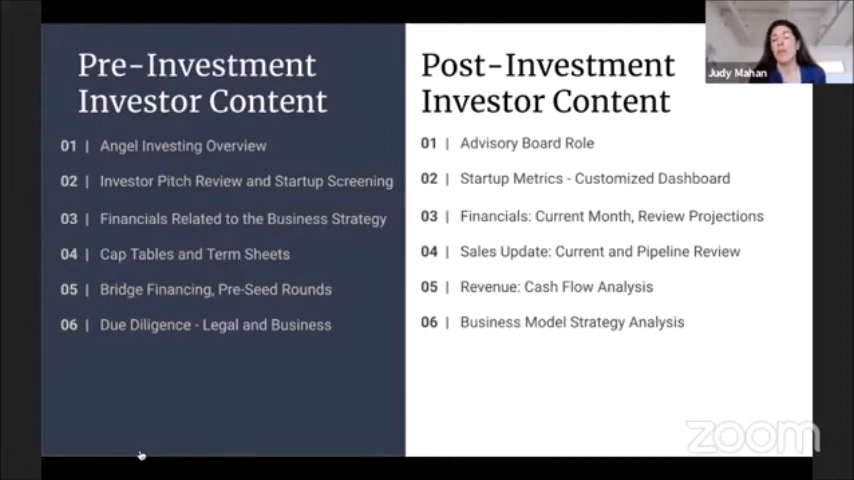 Pre-Investment
Investor Content
01 | Angel Investing Overview
02 | Investor Pitch Review and Startup Screening
03 | Financials Related to the Business Strategy
04 | Cap Tables and Term Sheets
05 | Bridge Financing, Pre-Seed Rounds
06 | Due Diligence - Legal and Business
Post-Investment
Investor Content
01 | Advisory Board Role
02 | Startup Metrics - Customized Dashboard
03 | Financials: Current Month, Review Projections
04 | Sales Update: Current and Pipeline Review
05 | Revenue: Cash Flow Analysis
06 | Business Model Strategy Analysis
Judy Mahan
zoom